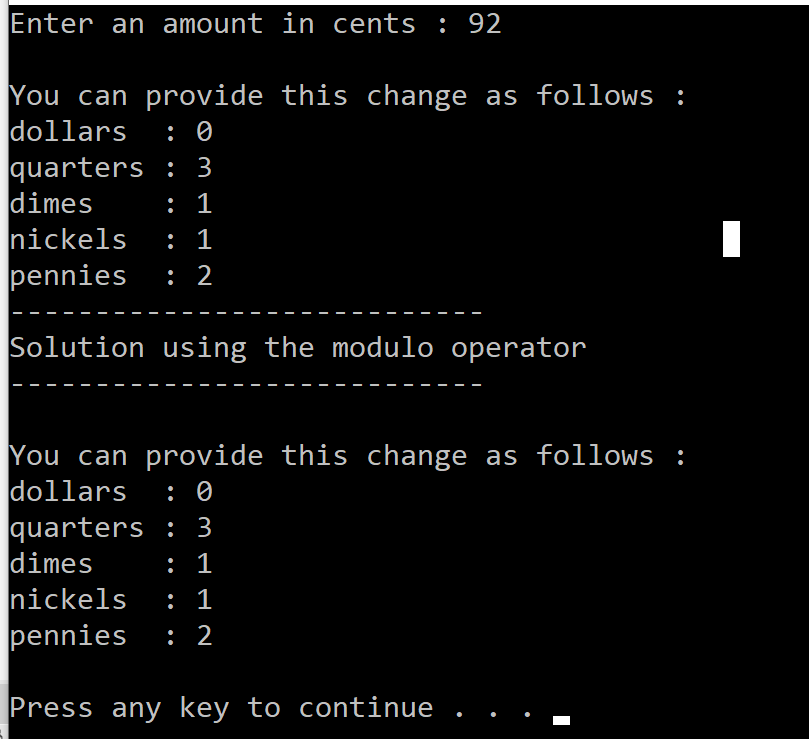 Enter an amount in cents : 92
You can provide this change as follows :
dollars  : 0
quarters : 3
dimes    : 1
nickels  : 1
pennies  : 2
----------------------------
Solution using the modulo operator
----------------------------
You can provide this change as follows :
dollars  : 0
quarters : 3
dimes    : 1
nickels  : 1
pennies  : 2
Press any key to continue . . .